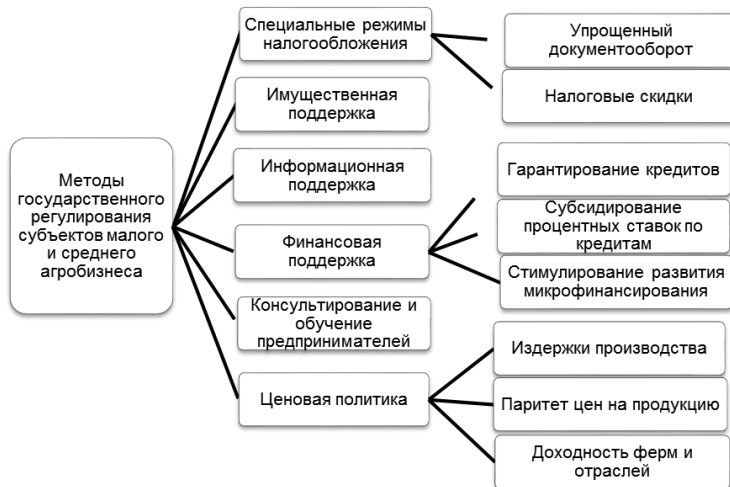 Методы
государственного
регулирования
субъектов малого
и среднего
агробизнеса
Специальные режимы
налогообложения
Имущественная
поддержка
Информационная
поддержка
Финансовая
поддержка
Консультирование и
обучение
предпринимателей
Ценовая политика
Упрощенный
документооборот
Налоговые скидки
Гарантирование кредитов
Субсидирование
процентных ставок по
кредитам
Стимулирование развития
микрофинансирования
Издержки производства
Паритет цен на продукцию
Доходность ферм и
отраслей